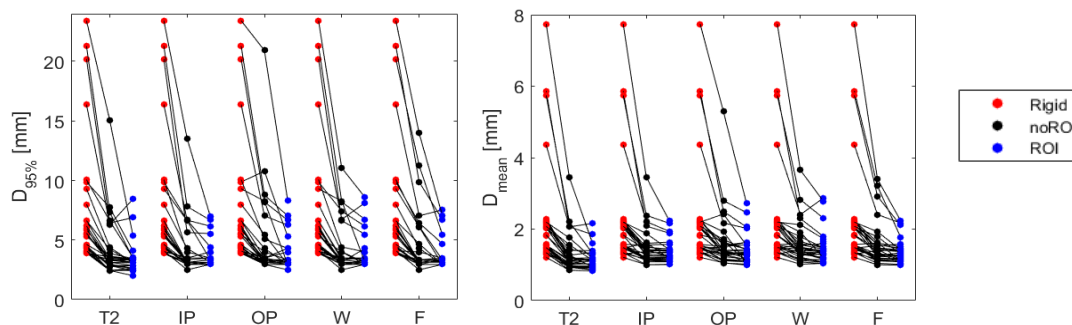 20
15
10
5
0
D95% [mm]
T2 IP OP W F
8
6
4
2
0
Dmean [mm]
T2 IP OP W F
Rigid
noRO
ROI